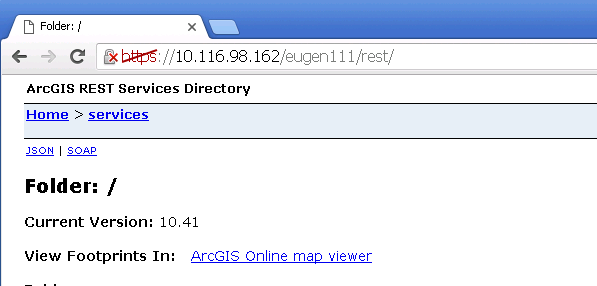 Folder: /
https://10.116.98.162/eugen111/rest/
ArcGIS REST Services Directory
Home > services
JSON | SOAP
Folder: /
Current Version: 10.41
View Footprints In: ArcGIS Online map viewer